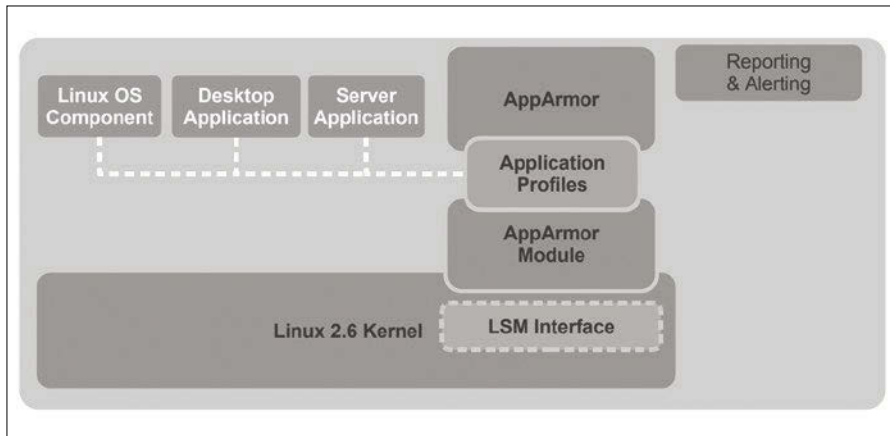 Linux OS
Component
Desktop
Application
Server
Application
AppArmor
Reporting
& Alerting
Application
Profiles
AppArmor
Module
Linux 2.6 Kernel
LSM Interface